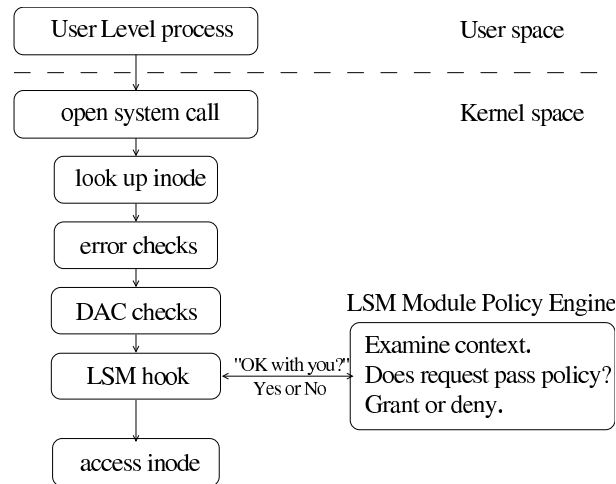 User Level process
User space
open system call
Kernel space
look up inode
error checks
DAC checks
LSM Module Policy Engine
LSM hook
"OK with you?"
Yes or No
Examine context.
Does request pass policy?
Grant or deny.
access inode